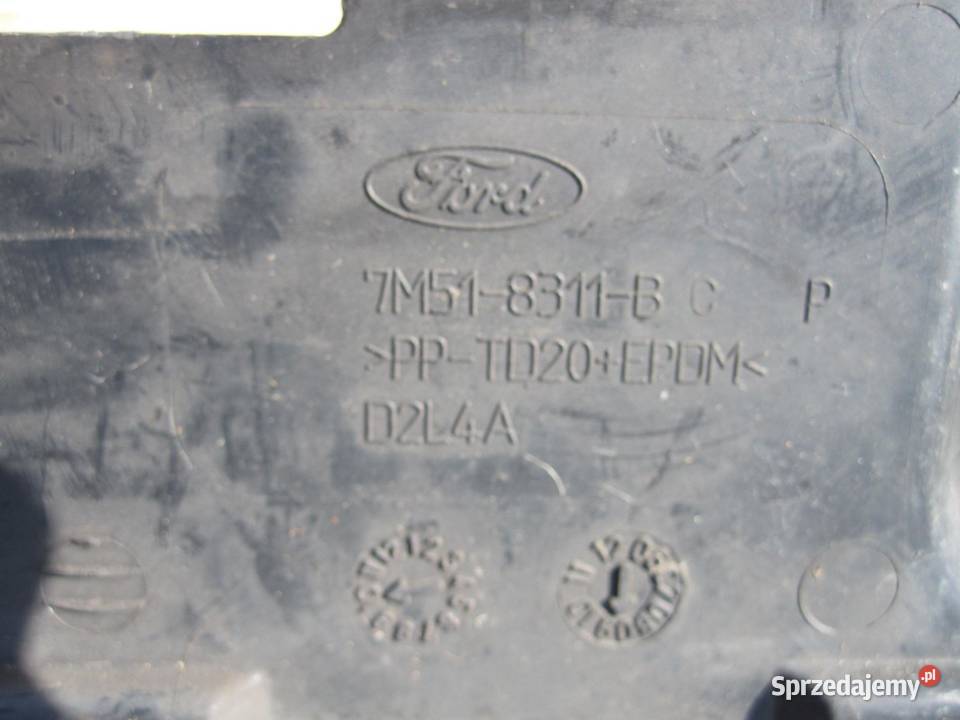 Ford
7M51-8311-B C P
>PP-TD20+EPDM<
D2L4A
Sprzedajemy.pl